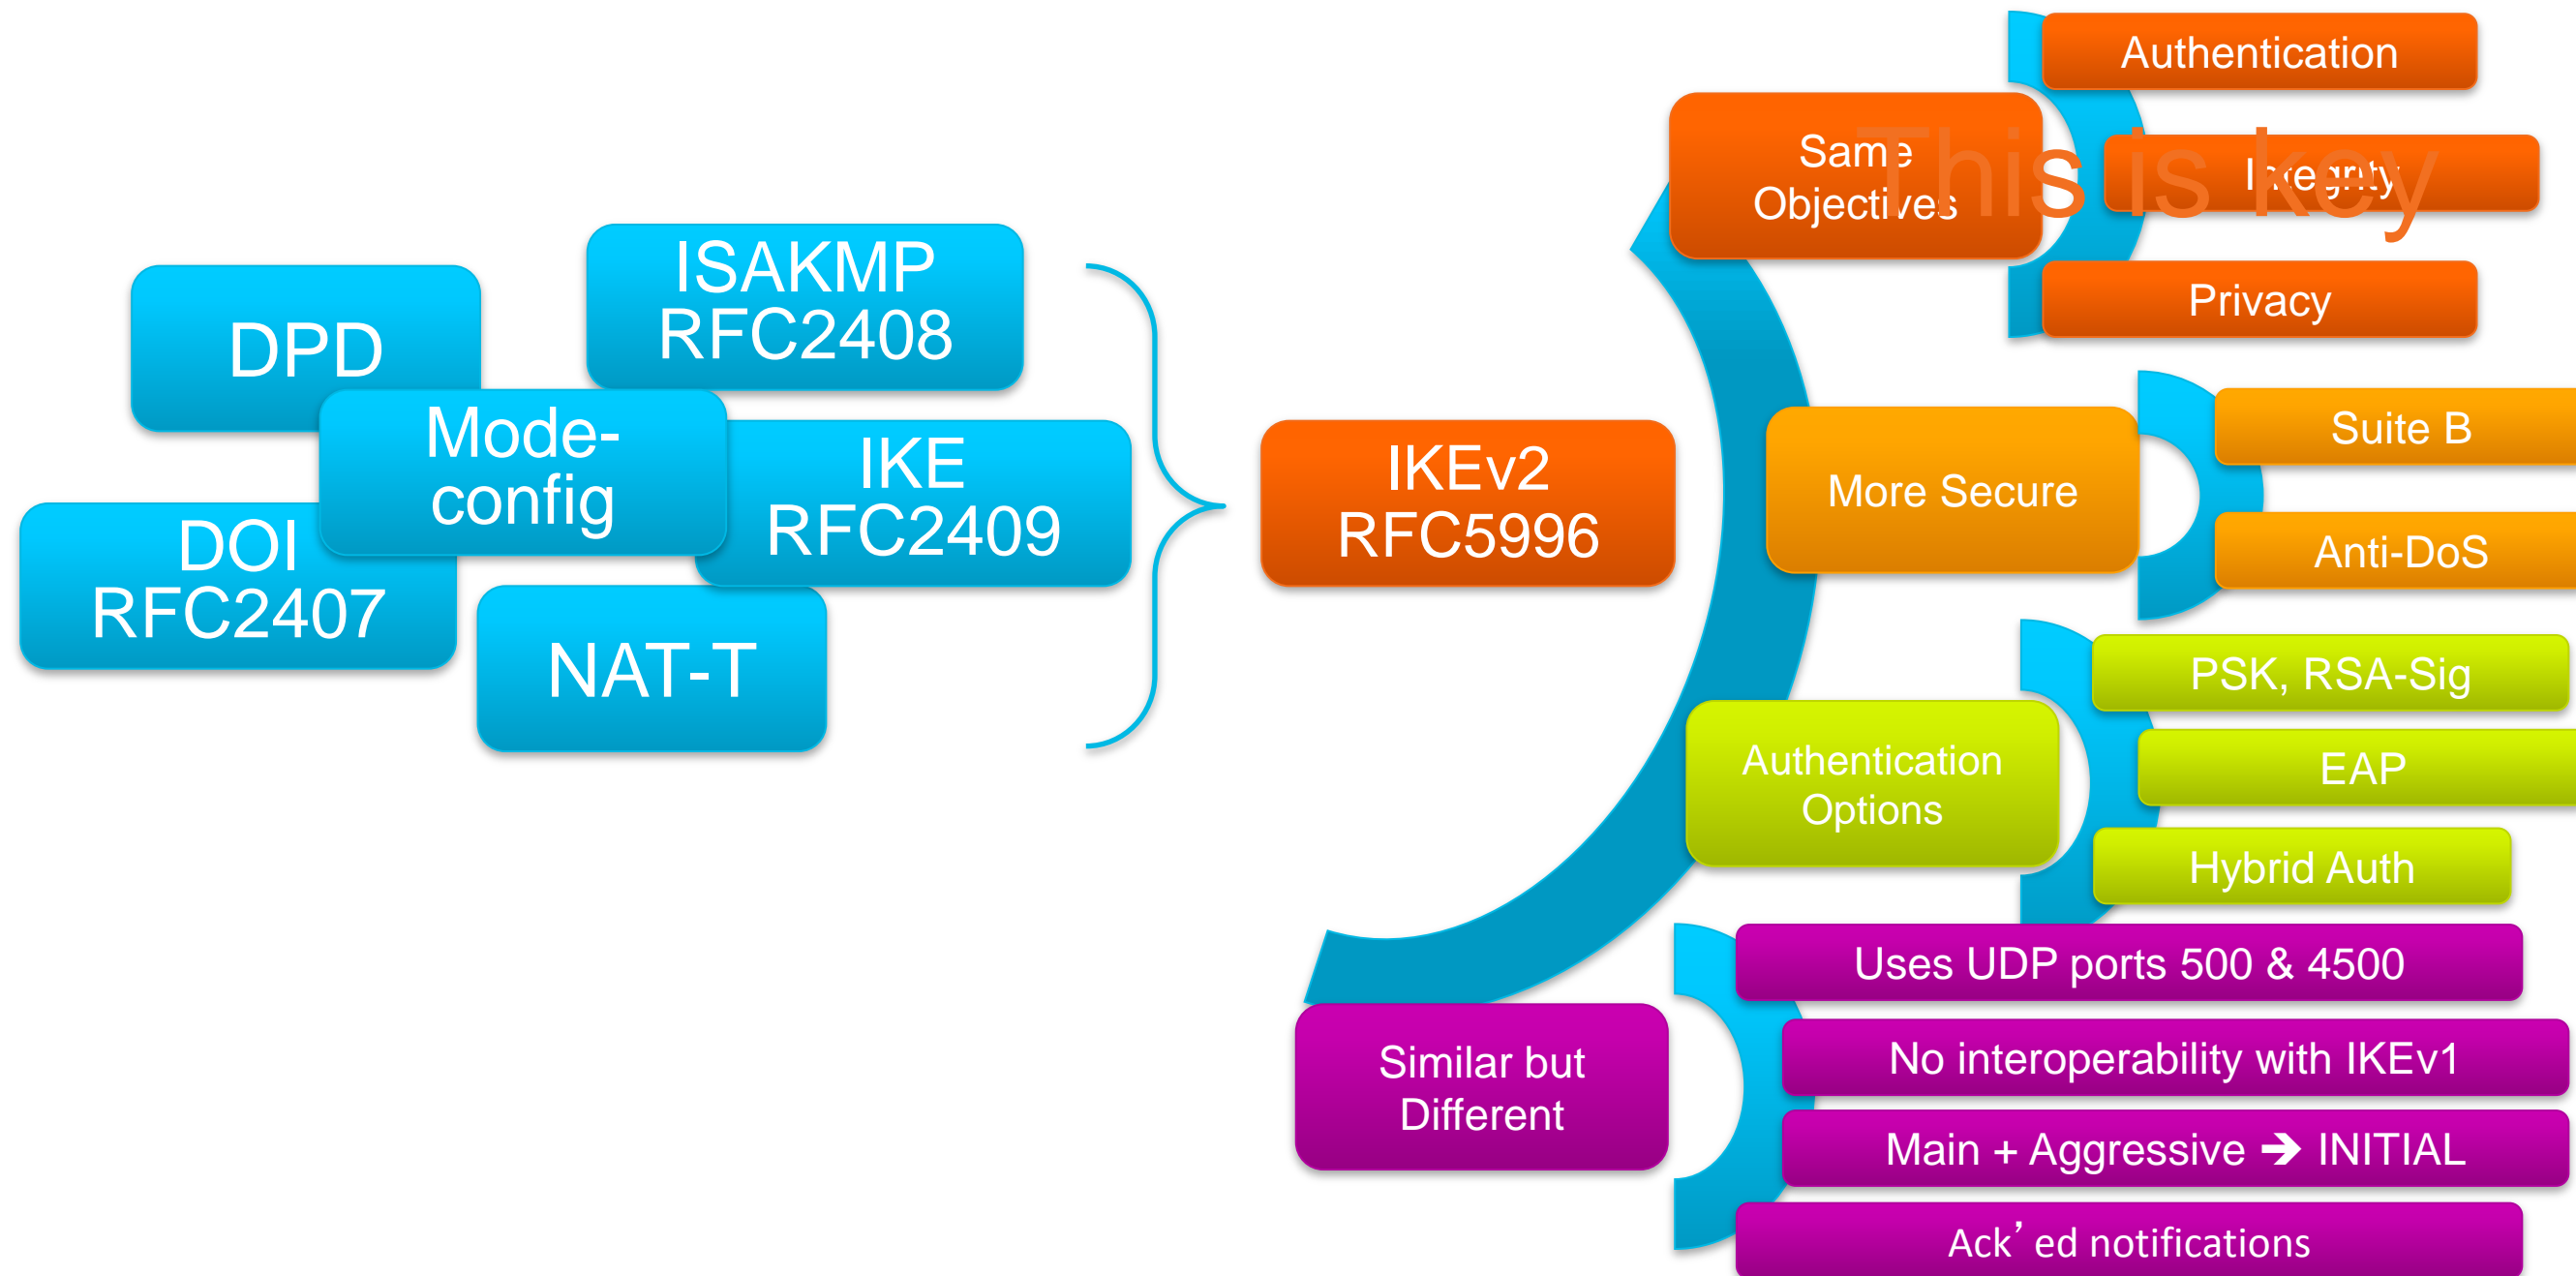 DPD
ISAKMP
RFC2408
Mode-
config
IKE
RFC2409
DOI
RFC2407
NAT-T
IKEv2
RFC5996
Same
Objectives
This is key
Authentication
Integrity
Privacy
More Secure
Suite B
Anti-DoS
Authentication
Options
PSK, RSA-Sig
EAP
Hybrid Auth
Similar but
Different
Uses UDP ports 500 & 4500
No interoperability with IKEv1
Main + Aggressive ➔ INITIAL
Ack’ed notifications